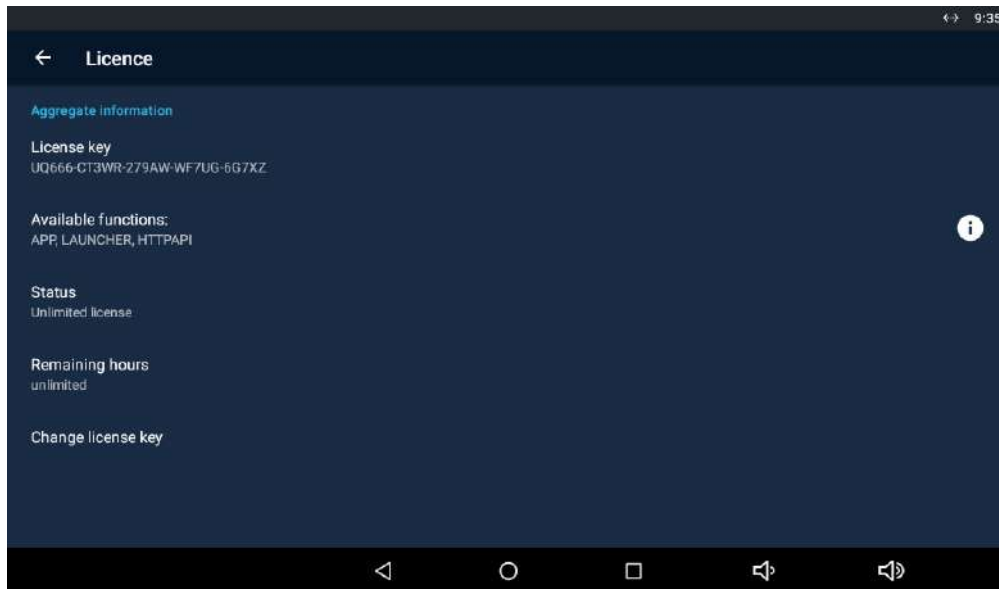 9:35
Licence
Aggregate information
License key
UQ666-CT3WR-279AW-WF7UG-6G7XZ
Available functions:
APP, LAUNCHER, HTTPAPI
Status
Unlimited license
Remaining hours
unlimited
Change license key